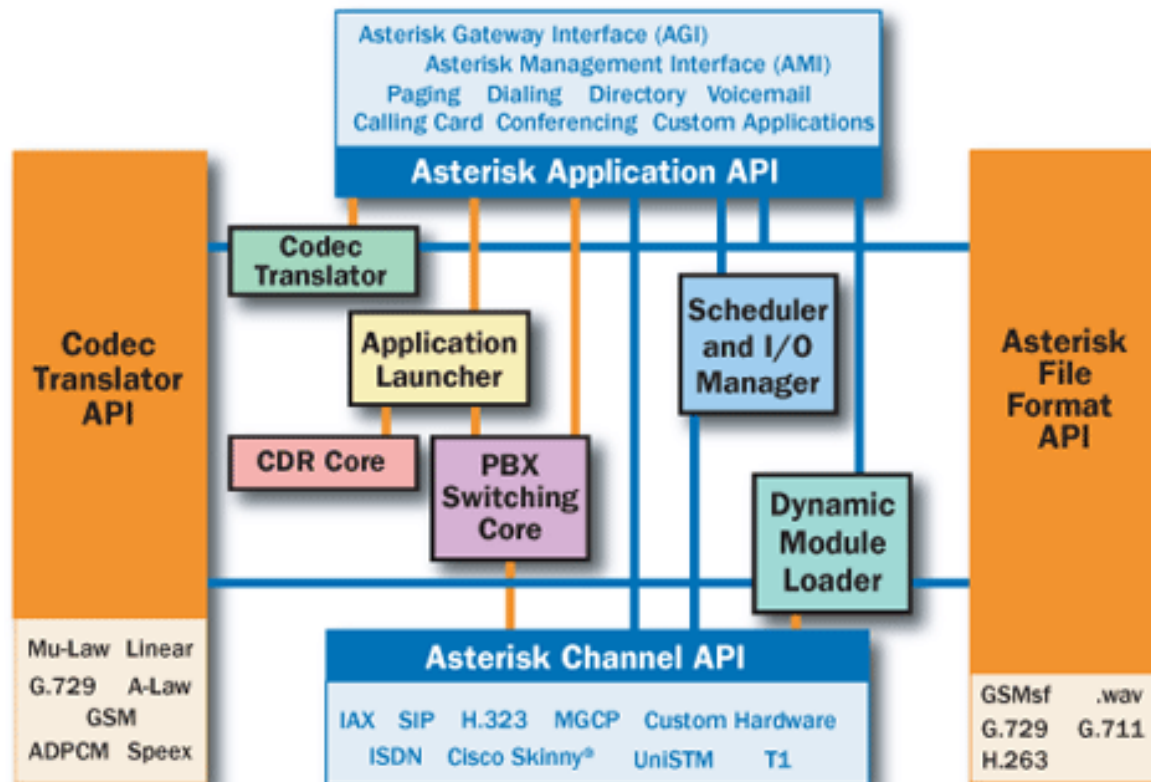 Asterisk Gateway Interface (AGI)
Asterisk Management Interface (AMI)
Paging Dialing Directory Voicemail
Calling Card Conferencing Custom Applications
Asterisk Application API
Codec
Translator
API
Mu-Law Linear
G.729 A-Law
GSM
ADPCM Speex
Codec
Translator
Application
Launcher
CDR Core
PBX
Switching
Core
Scheduler
and I/O
Manager
Dynamic
Module
Loader
Asterisk
File
Format
API
GSMsf .wav
G.729 G.711
H.263
Asterisk Channel API
IAX SIP H.323 MGCP Custom Hardware
ISDN Cisco Skinny® UniSTM T1